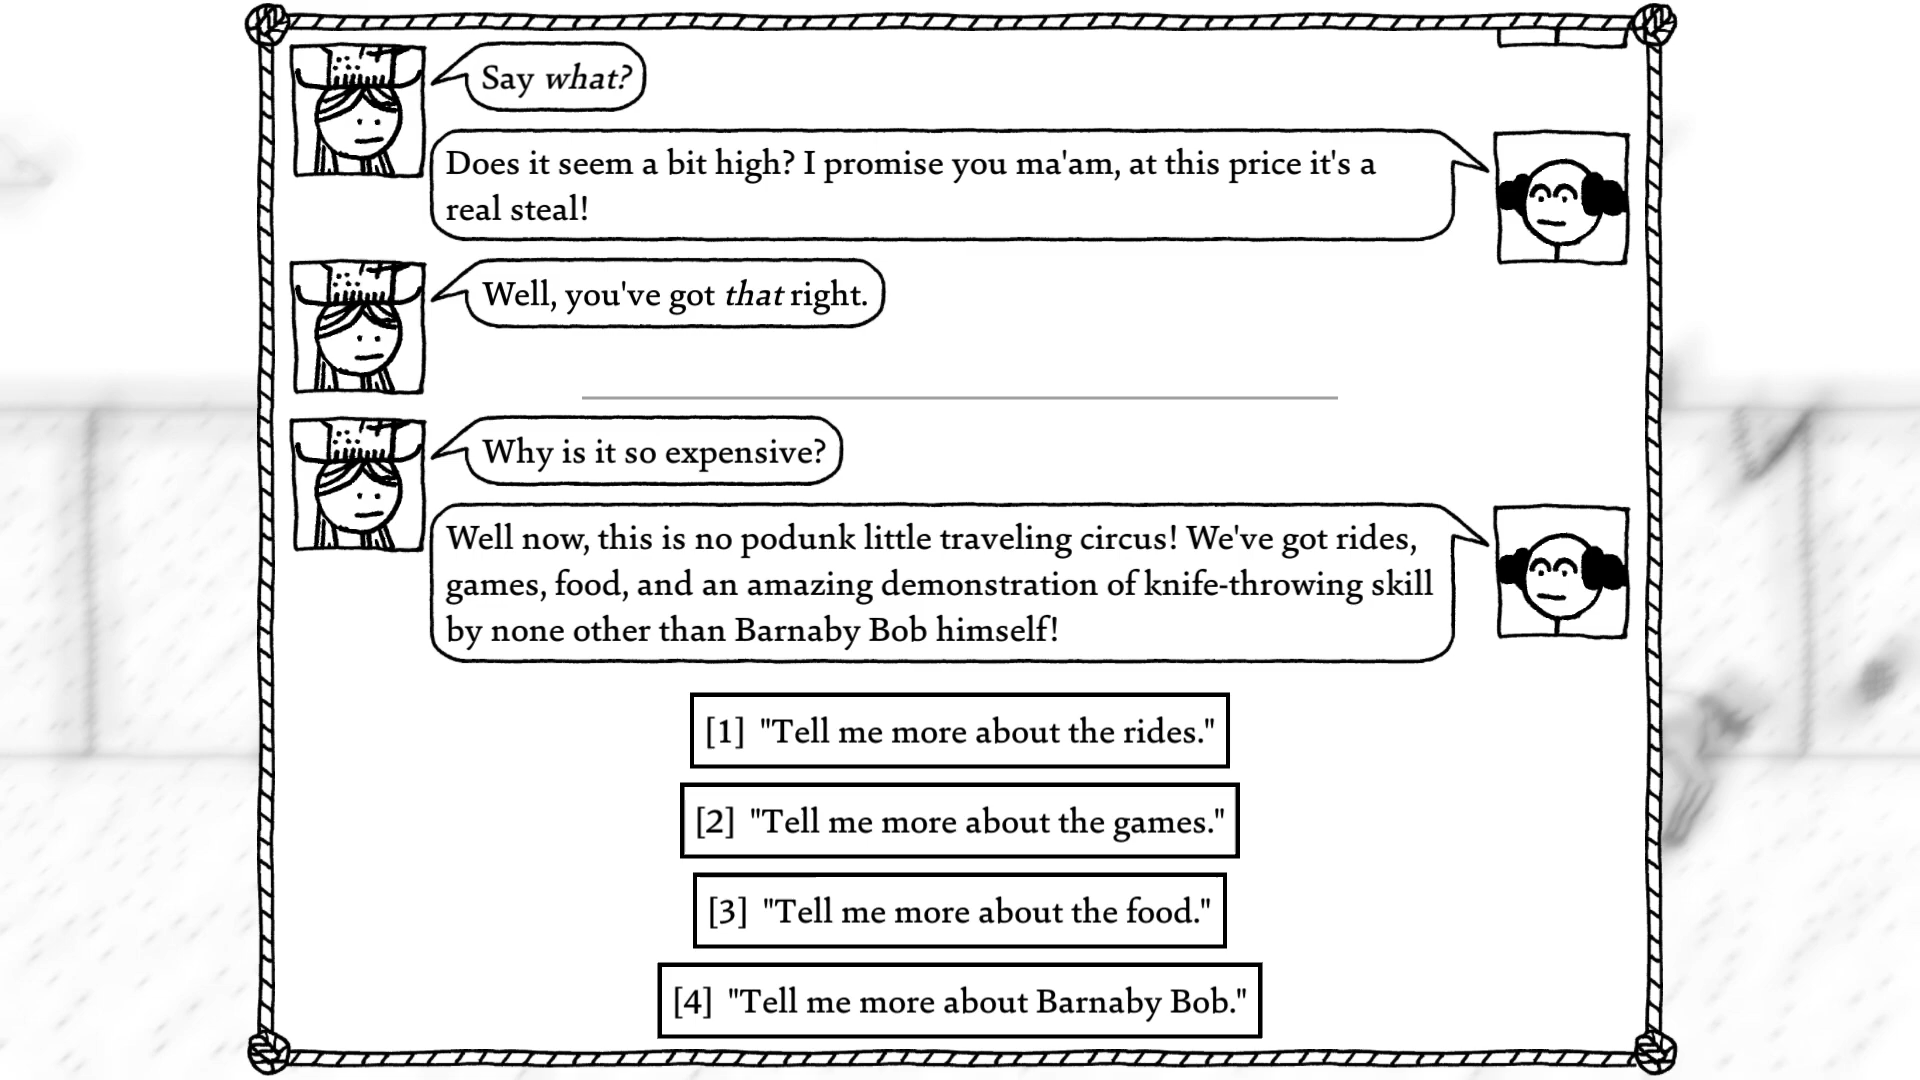 Say what?
Does it seem a bit high? I promise you ma'am, at this price it's a
real steal!
Well, you've got that right.
Why is it so expensive?
Well now, this is no podunk little traveling circus! We've got rides,
games, food, and an amazing demonstration of knife-throwing skill
by none other than Barnaby Bob himself!
[1] "Tell me more about the rides."
[2] "Tell me more about the games."
[3] "Tell me more about the food."
[4] "Tell me more about Barnaby Bob."